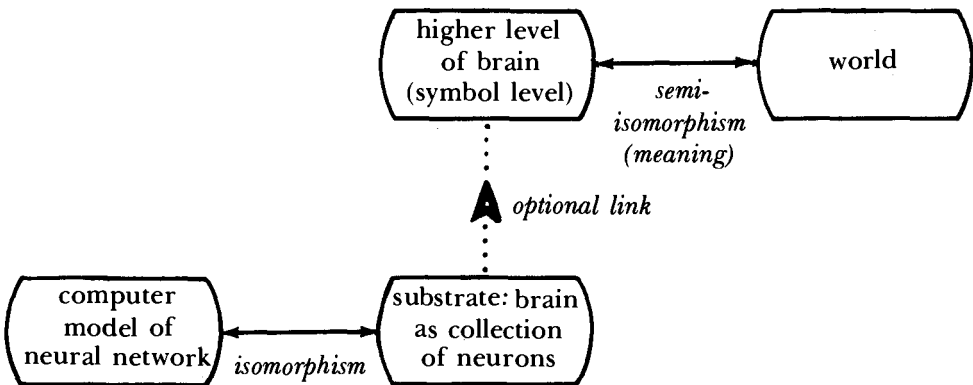 higher level
of brain
(symbol level)
world
semi-
isomorphism
(meaning)
optional link
computer
model of
neural network
isomorphism
substrate: brain
as collection
of neurons